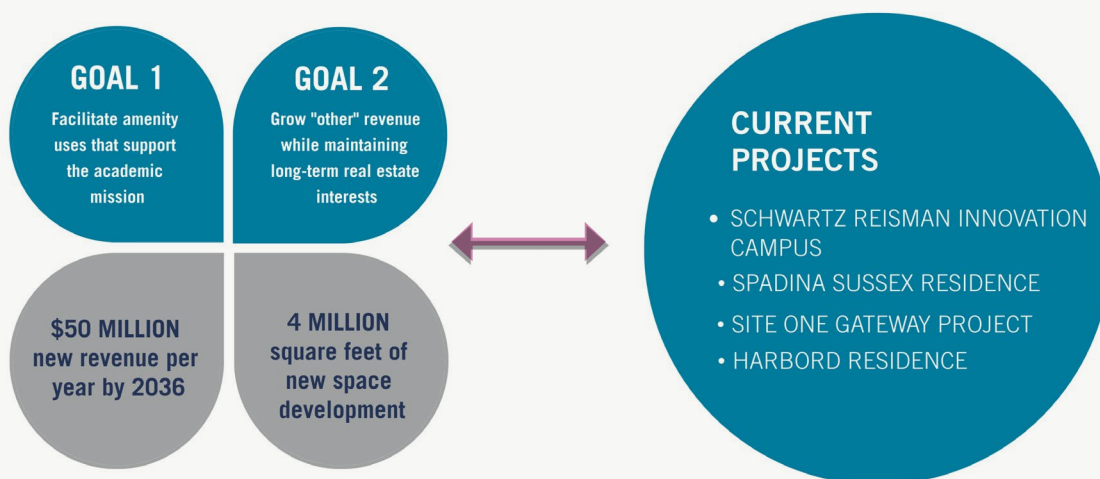 GOAL 1
Facilitate amenity
uses that support
the academic
mission
GOAL 2
Grow "other" revenue
while maintaining
long-term real estate
interests
$50 MILLION
new revenue per
year by 2036
4 MILLION
square feet of
new space
development
CURRENT
PROJECTS
• SCHWARTZ REISMAN INNOVATION
CAMPUS
• SPADINA SUSSEX RESIDENCE
• SITE ONE GATEWAY PROJECT
• HARBORD RESIDENCE